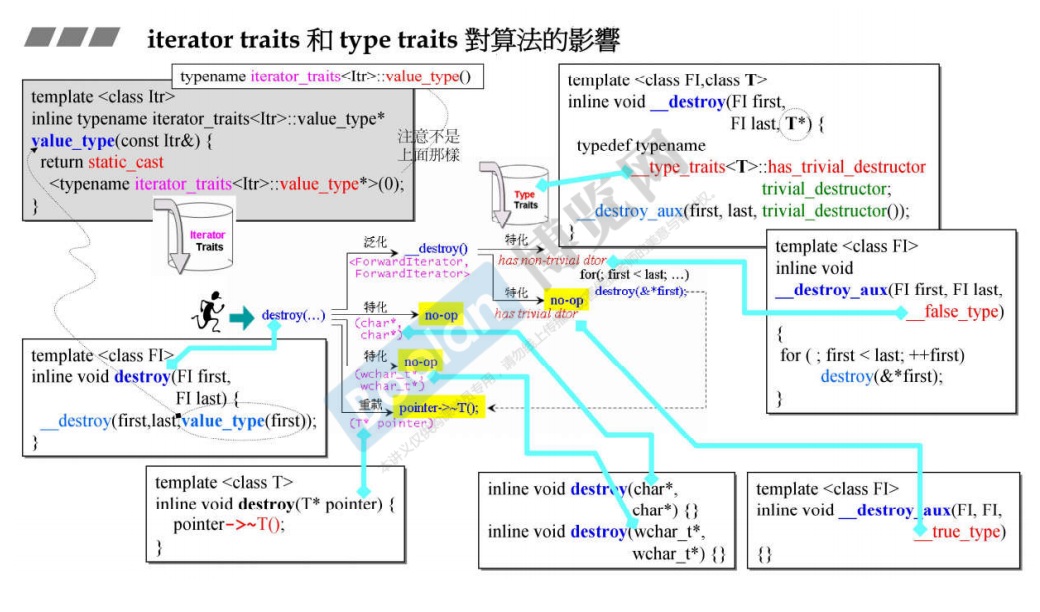 iterator traits 和 type traits 對算法的影響
typename iterator_traits<Itr>::value_type()
template <class Itr>
inline typename iterator_traits<Itr>::value_type*
value_type(const Itr&) {
return static_cast
<typename iterator_traits<Itr>::value_type*>(0);
}
注意不是
上面那樣
Iterator
Traits
template <class FI,class T>
inline void __destroy(FI first,
FI last, T*) {
typedef typename
__type_traits<T>::has_trivial_destructor
trivial_destructor;
__destroy_aux(first, last, trivial_destructor());
}
Type
Traits
泛化
<ForwardIterator,
ForwardIterator>
__destroy()
特化
has non-trivial dtor
for(; first < last; …)
destroy(&*first);
特化
no-op
has trivial dtor
destroy(…)
特化
(char*,
char*)
no-op
特化
(wchar_t*,
wchar_t*)
no-op
重載
(T* pointer)
pointer->~T();
template <class FI>
inline void
__destroy_aux(FI first, FI last,
__false_type)
{
for ( ; first < last; ++first)
destroy(&*first);
}
template <class FI>
inline void destroy(FI first,
FI last) {
__destroy(first,last,value_type(first));
}
template <class T>
inline void destroy(T* pointer) {
pointer->~T();
}
inline void destroy(char*,
char*) {}
inline void destroy(wchar_t*,
wchar_t*) {}
template <class FI>
inline void __destroy_aux(FI, FI,
__true_type)
{}
Boolan
博览网